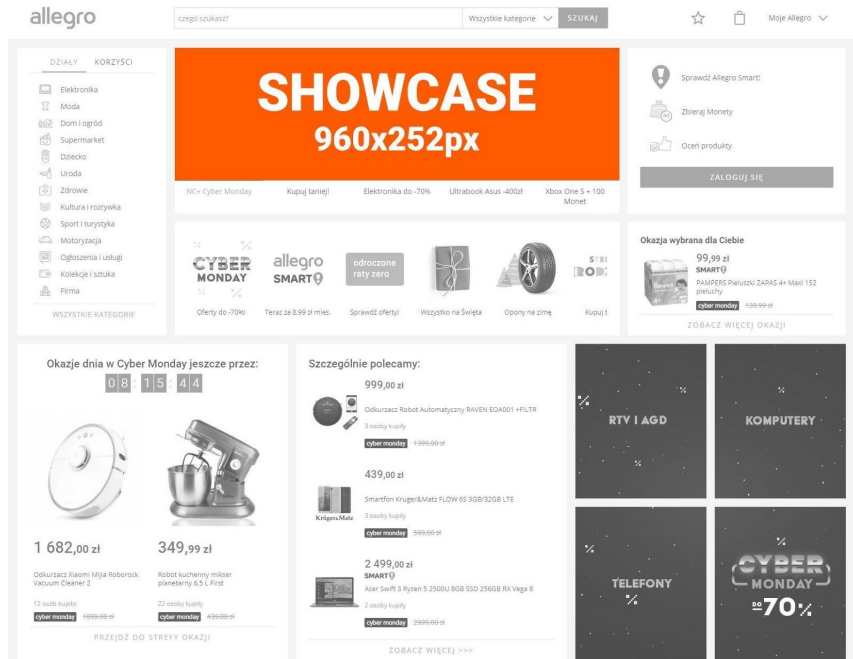 allegro
czego szukasz?
Wszystkie kategorie
SZUKAJ
Moje Allegro
DZIAŁY KORZYŚCI
Elektronika
Moda
Dom i ogród
Supermarket
Dziecko
Uroda
Zdrowie
Kultura i rozrywka
Sport i turystyka
Motoryzacja
Ogłoszenia i usługi
Kolekcje i sztuka
Firma
WSZYSTKIE KATEGORIE
SHOWCASE
960x252px
NC+ Cyber Monday
Kupuj taniej!
Elektronika do -70%
Ultrabook Asus -400zł
Xbox One S + 100
Monet
Sprawdź Allegro Smart!
Zbieraj Monety
Oceń produkty
ZALOGUJ SIĘ
CYBER
MONDAY
Oferty do -70%!
allegro
SMART
Teraz za 8,99 zł mies.
odroczone
raty zero
Sprawdź oferty!
Wszystko na Święta
Opony na zimę
Kupuj t
Okazja wybrana dla Ciebie
99,99 zł
SMART
PAMPERS Pieluszki ZAPAS 4+ Maxi 152
pieluchy
cyber monday 139,99 zł
ZOBACZ WIĘCEJ OKAZJI
Okazje dnia w Cyber Monday jeszcze przez:
08:15:44
1 682,00 zł
Odkurzacz Xiaomi Mijia Roborock
Vacuum Cleaner 2
12 osób kupiło
cyber monday 1899,00 zł
349,99 zł
Robot kuchenny mikser
planetarny 6,5 L First
22 osoby kupiły
cyber monday 439,00 zł
PRZEJDŹ DO STREFY OKAZJI
Szczególnie polecamy:
999,00 zł
Odkurzacz Robot Automatyczny RAVEN EOA001 +FILTR
3 osoby kupiły
cyber monday 1399,00 zł
439,00 zł
Smartfon Kruger&Matz FLOW 6S 3GB/32GB LTE
3 osoby kupiły
cyber monday 599,00 zł
Krüger&Matz
2 499,00 zł
SMART
Acer Swift 3 Ryzen 5 2500U 8GB SSD 256GB RX Vega 8
2 osoby kupiły
cyber monday 2999,00 zł
ZOBACZ WIĘCEJ >>>
RTV I AGD
KOMPUTERY
TELEFONY
CYBER
MONDAY
DO -70%